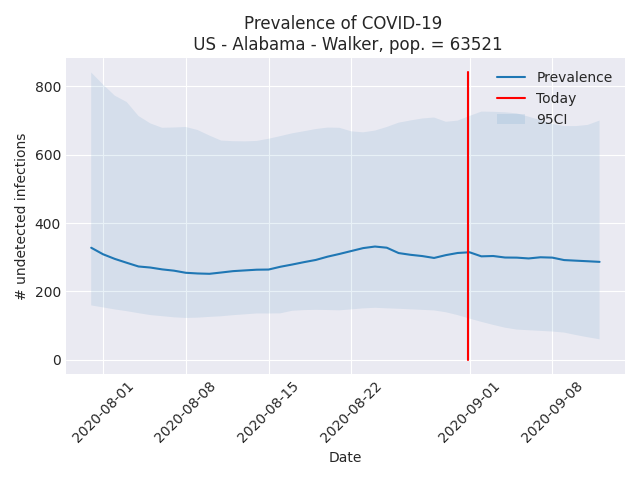 Prevalence of COVID-19
US - Alabama - Walker, pop. = 63521
Prevalence
Today
95CI
# undetected infections
800
600
400
200
0
2020-08-01
2020-08-08
2020-08-15
2020-08-22
2020-09-01
2020-09-08
Date